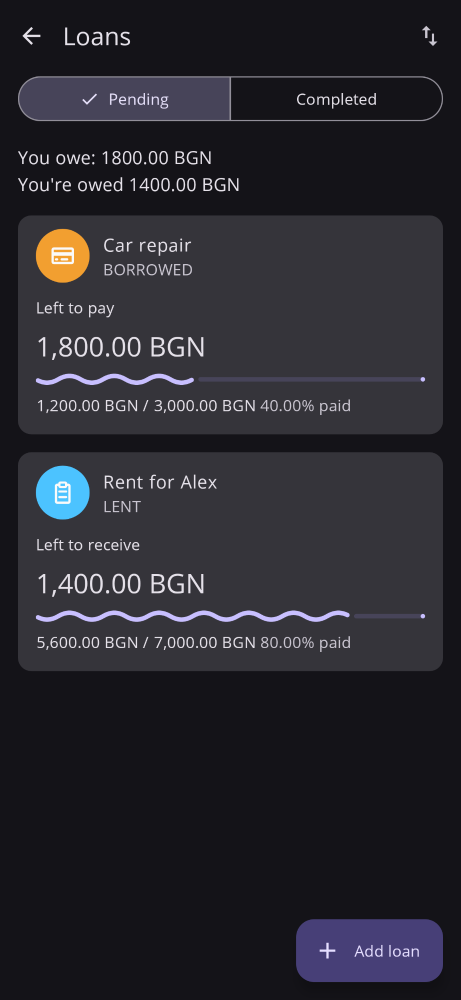 Loans
Pending
Completed
You owe: 1800.00 BGN
You're owed 1400.00 BGN
Car repair
BORROWED
Left to pay
1,800.00 BGN
1,200.00 BGN / 3,000.00 BGN 40.00% paid
Rent for Alex
LENT
Left to receive
1,400.00 BGN
5,600.00 BGN / 7,000.00 BGN 80.00% paid
Add loan